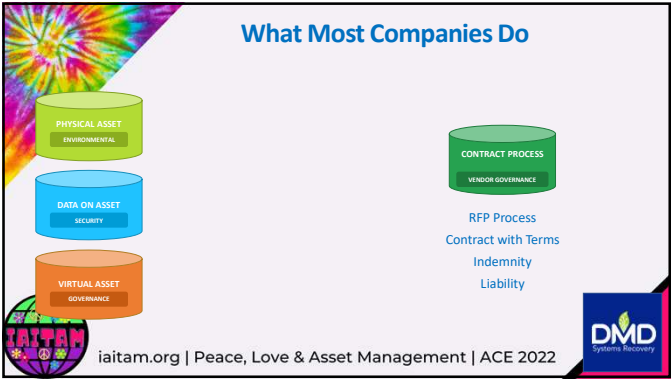 What Most Companies Do
PHYSICAL ASSET
ENVIRONMENTAL
DATA ON ASSET
SECURITY
VIRTUAL ASSET
GOVERNANCE
CONTRACT PROCESS
VENDOR GOVERNANCE
RFP Process
Contract with Terms
Indemnity
Liability
IAITAM
iaitam.org | Peace, Love & Asset Management | ACE 2022
DMD
Systems Recovery